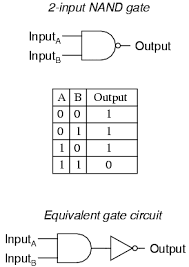 2-input NAND gate
Input_A
Input_B
Output
A B Output
0 0 1
0 1 1
1 0 1
1 1 0
Equivalent gate circuit
Input_A
Input_B
Output